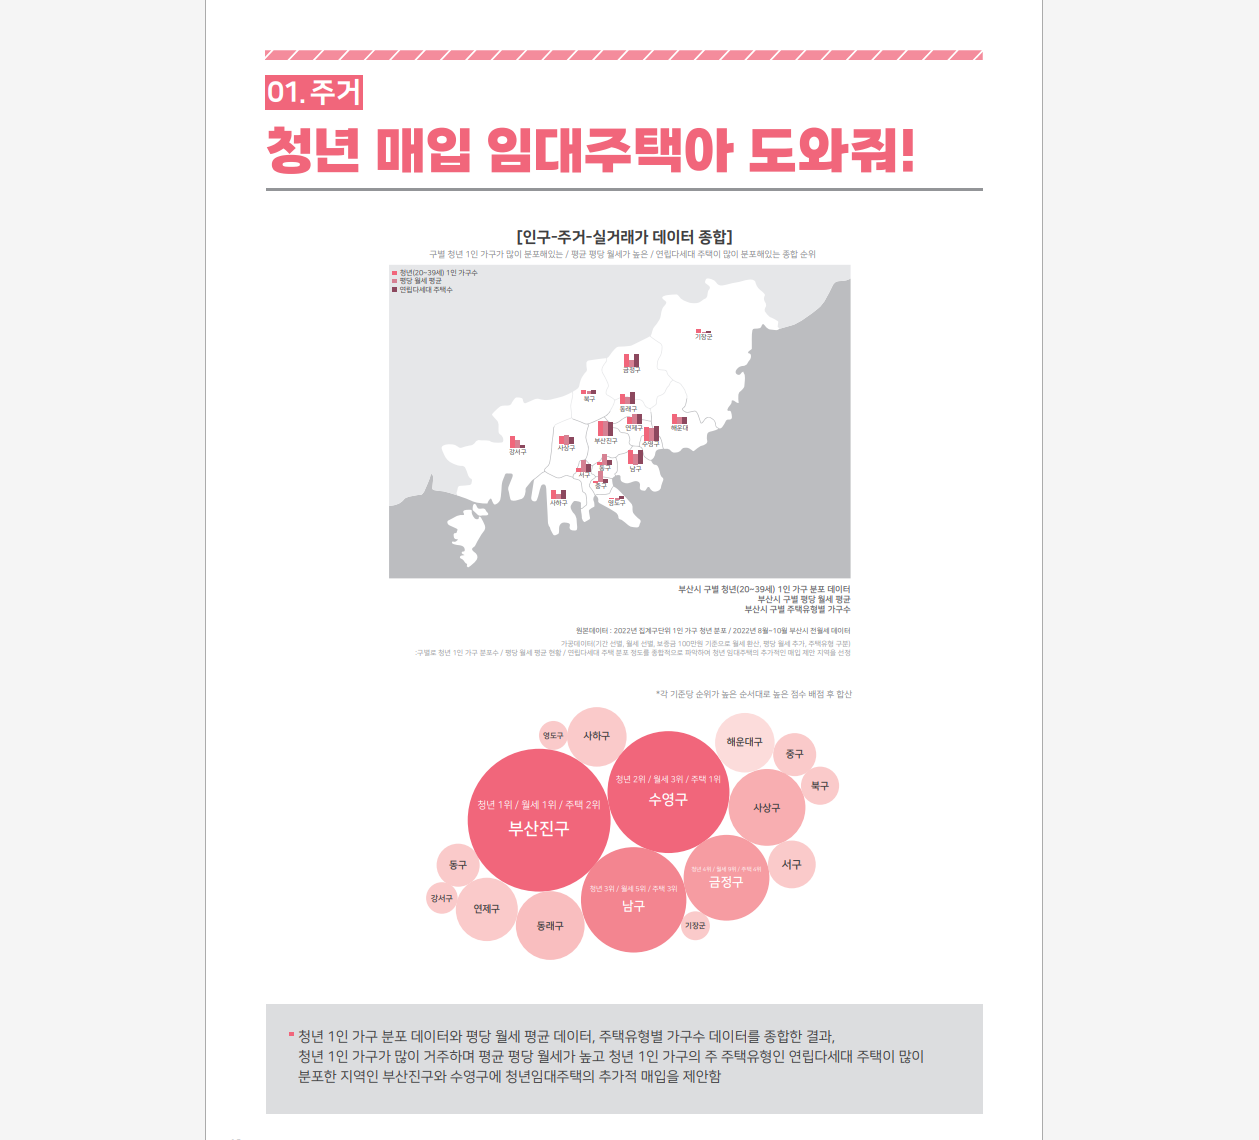 01. 주거
청년 매입 임대주택아 도와줘!
[인구-주거-실거래가 데이터 종합]
구별 청년 1인 가구가 많이 분포해있는 / 평균 평당 월세가 높은 / 연립다세대 주택이 많이 분포해있는 종합 순위
청년(20~39세) 1인 가구수
평당 월세 평균
연립다세대 주택수
기장군
금정구
북구
동래구
연제구
해운대
부산진구
수영구
강서구
사상구
남구
동구
서구
중구
사하구
영도구
부산시 구별 청년(20~39세) 1인 가구 분포 데이터
부산시 구별 평당 월세 평균
부산시 구별 주택유형별 가구수
원본데이터 : 2022년 집계구단위 1인 가구 청년 분포 / 2022년 8월~10월 부산시 전월세 데이터
가공데이터(기간 선별, 월세 선별, 보증금 100만원 기준으로 월세 환산, 평당 월세 추가, 주택유형 구분)
:구별로 청년 1인 가구 분포수 / 평당 월세 평균 현황 / 연립다세대 주택 분포 정도를 종합적으로 파악하여 청년 임대주택의 추가적인 매입 제안 지역을 선정
*각 기준당 순위가 높은 순서대로 높은 점수 배점 후 합산
영도구
사하구
해운대구
중구
북구
청년 2위 / 월세 3위 / 주택 1위
수영구
청년 1위 / 월세 1위 / 주택 2위
부산진구
사상구
동구
서구
강서구
연제구
동래구
청년 3위 / 월세 5위 / 주택 3위
남구
금정구
기장군
청년 1인 가구 분포 데이터와 평당 월세 평균 데이터, 주택유형별 가구수 데이터를 종합한 결과,
청년 1인 가구가 많이 거주하며 평균 평당 월세가 높고 청년 1인 가구의 주 주택유형인 연립다세대 주택이 많이
분포한 지역인 부산진구와 수영구에 청년임대주택의 추가적 매입을 제안함